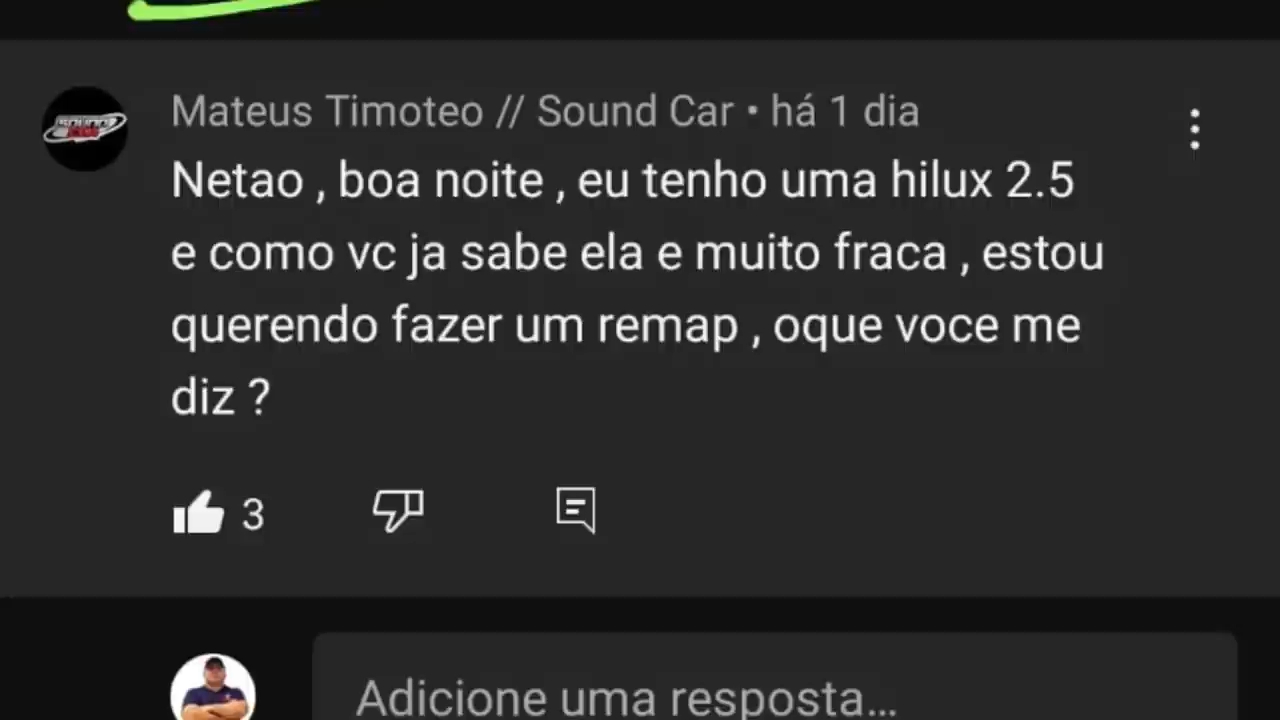 Mateus Timoteo // Sound Car • há 1 dia
Netao , boa noite , eu tenho uma hilux 2.5
e como vc ja sabe ela e muito fraca , estou
querendo fazer um remap , oque voce me
diz ?
3
Adicione uma resposta...